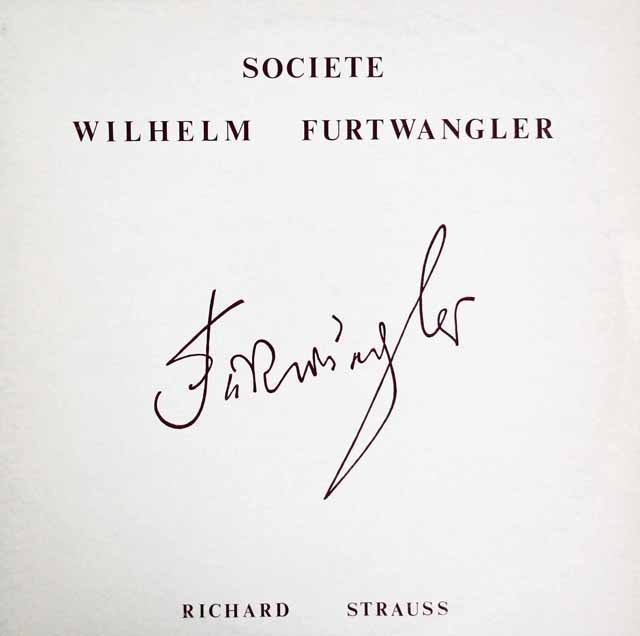 SOCIETE
WILHELM FURTWANGLER
Furtwängler
RICHARD STRAUSS